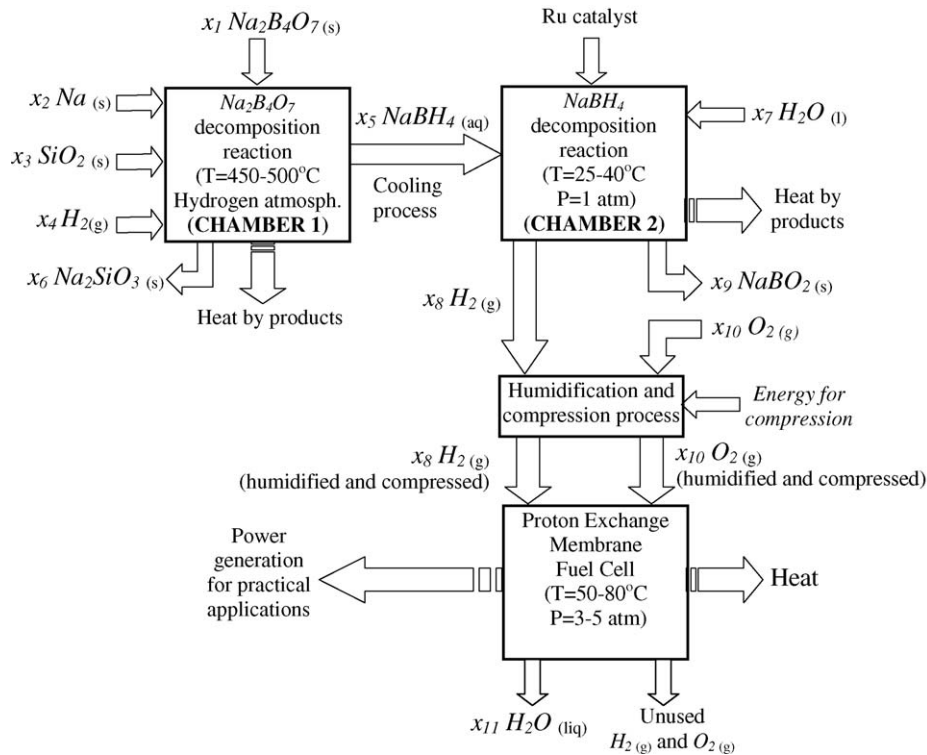 x₁ Na₂B₄O₇ (s)
Ru catalyst
x₂ Na (s)
x₃ SiO₂ (s)
x₄ H₂(g)
Na₂B₄O₇
decomposition
reaction
(T=450-500°C
Hydrogen atmosph.
(CHAMBER 1)
x₅ NaBH₄ (aq)
Cooling
process
NaBH₄
decomposition
reaction
(T=25-40°C
P=1 atm)
(CHAMBER 2)
x₇ H₂O (l)
Heat by
products
x₆ Na₂SiO₃ (s)
Heat by products
x₈ H₂ (g)
x₉ NaBO₂ (s)
x₁₀ O₂ (g)
Humidification and
compression process
Energy for
compression
x₈ H₂ (g)
(humidified and compressed)
x₁₀ O₂ (g)
(humidified and compressed)
Power
generation
for practical
applications
Proton Exchange
Membrane
Fuel Cell
(T=50-80°C
P=3-5 atm)
Heat
x₁₁ H₂O (liq)
Unused
H₂ (g) and O₂ (g)